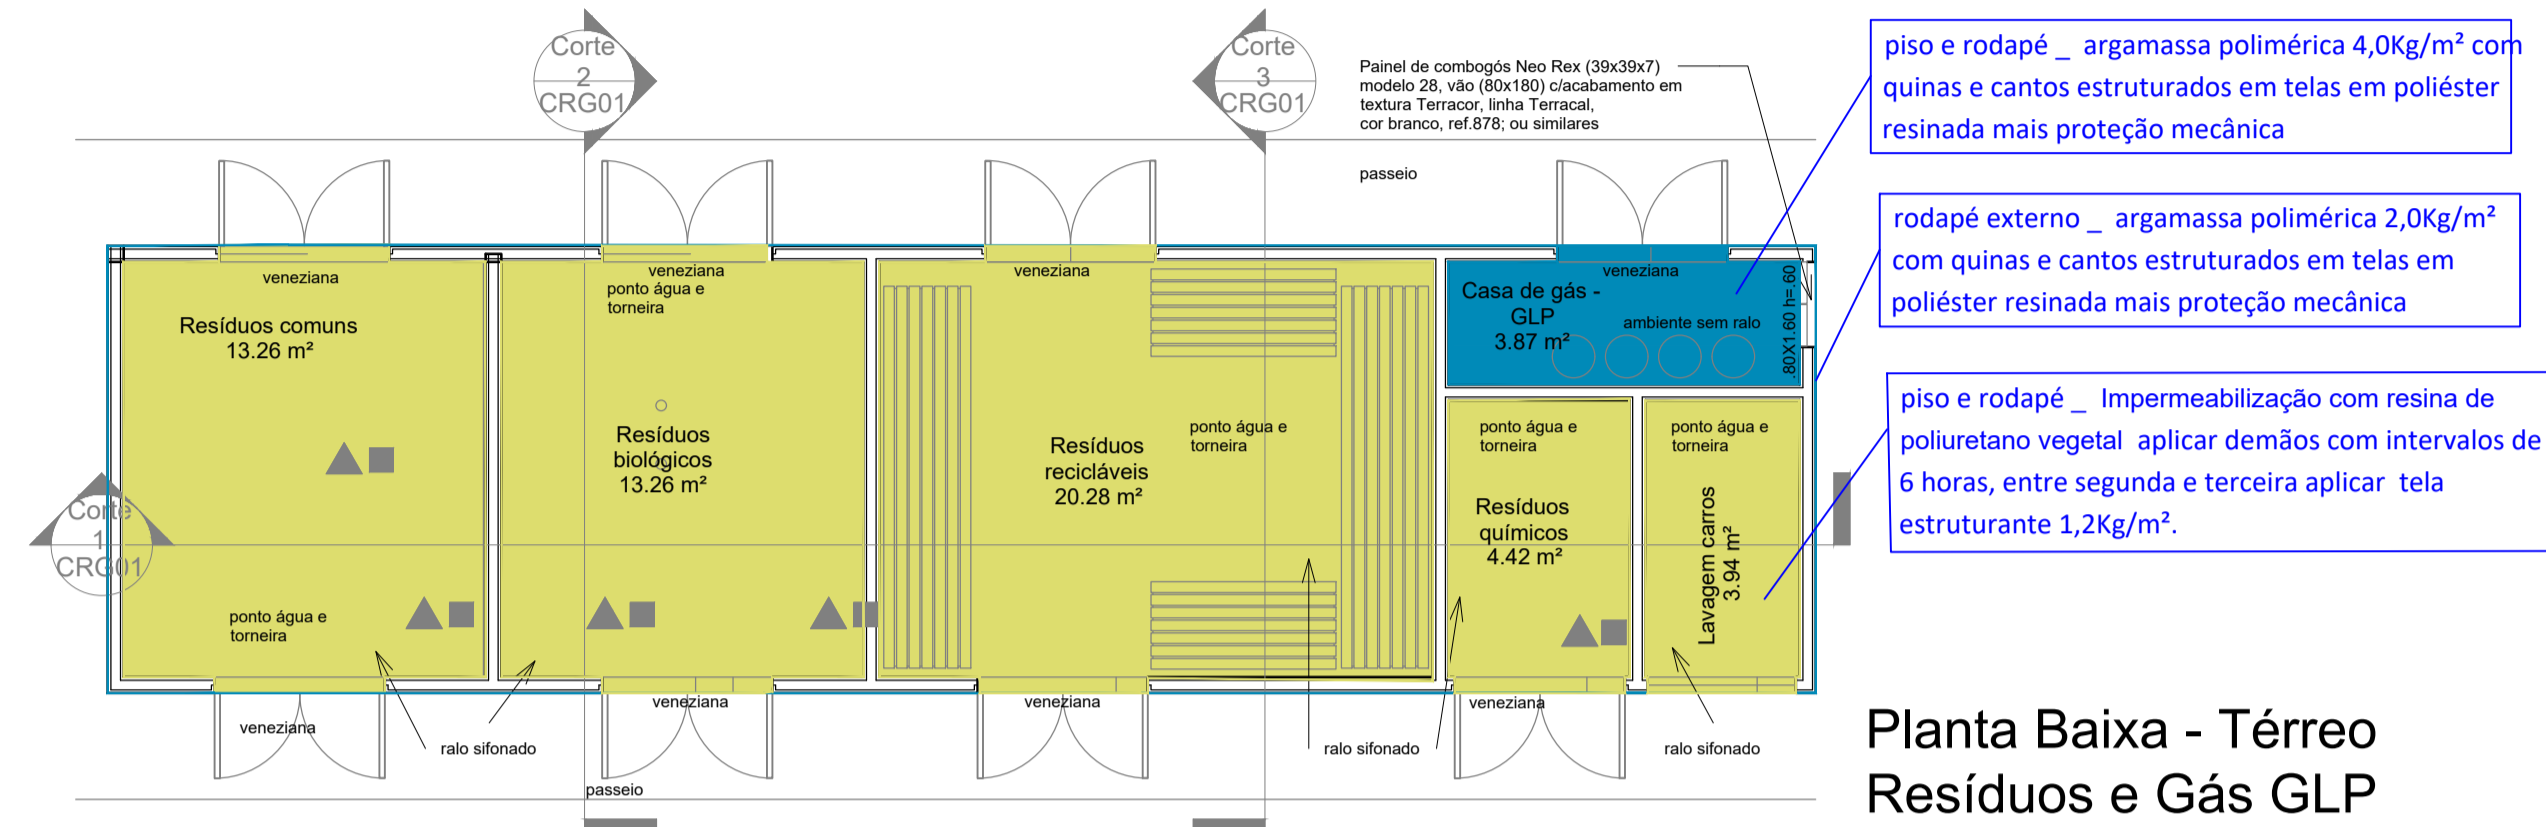 Corte
2
CRG01
Corte
3
CRG01
Painel de combogós Neo Rex (39x39x7)
modelo 28, vão (80x180) c/acabamento em
textura Terracor, linha Terracal,
cor branco, ref.878; ou similares
passeio
piso e rodapé _ argamassa polimérica 4,0Kg/m² com
quinas e cantos estruturados em telas em poliéster
resinada mais proteção mecânica
rodapé externo _ argamassa polimérica 2,0Kg/m²
com quinas e cantos estruturados em telas em
poliéster resinada mais proteção mecânica
piso e rodapé _ Impermeabilização com resina de
poliuretano vegetal aplicar demãos com intervalos de
6 horas, entre segunda e terceira aplicar tela
estruturante 1,2Kg/m².
veneziana
Resíduos comuns
13.26 m²
ponto água e
torneira
veneziana
Corte
1
CRG01
veneziana
ponto água e
torneira
Resíduos
biológicos
13.26 m²
veneziana
ralo sifonado
passeio
veneziana
ponto água e
torneira
Resíduos
recicláveis
20.28 m²
veneziana
ralo sifonado
veneziana
Casa de gás -
GLP
3.87 m²
ambiente sem ralo
.80X1.60 h=.60
ponto água e
torneira
Resíduos
químicos
4.42 m²
veneziana
ponto água e
torneira
Lavagem carros
3.94 m²
ralo sifonado
Planta Baixa - Térreo
Resíduos e Gás GLP